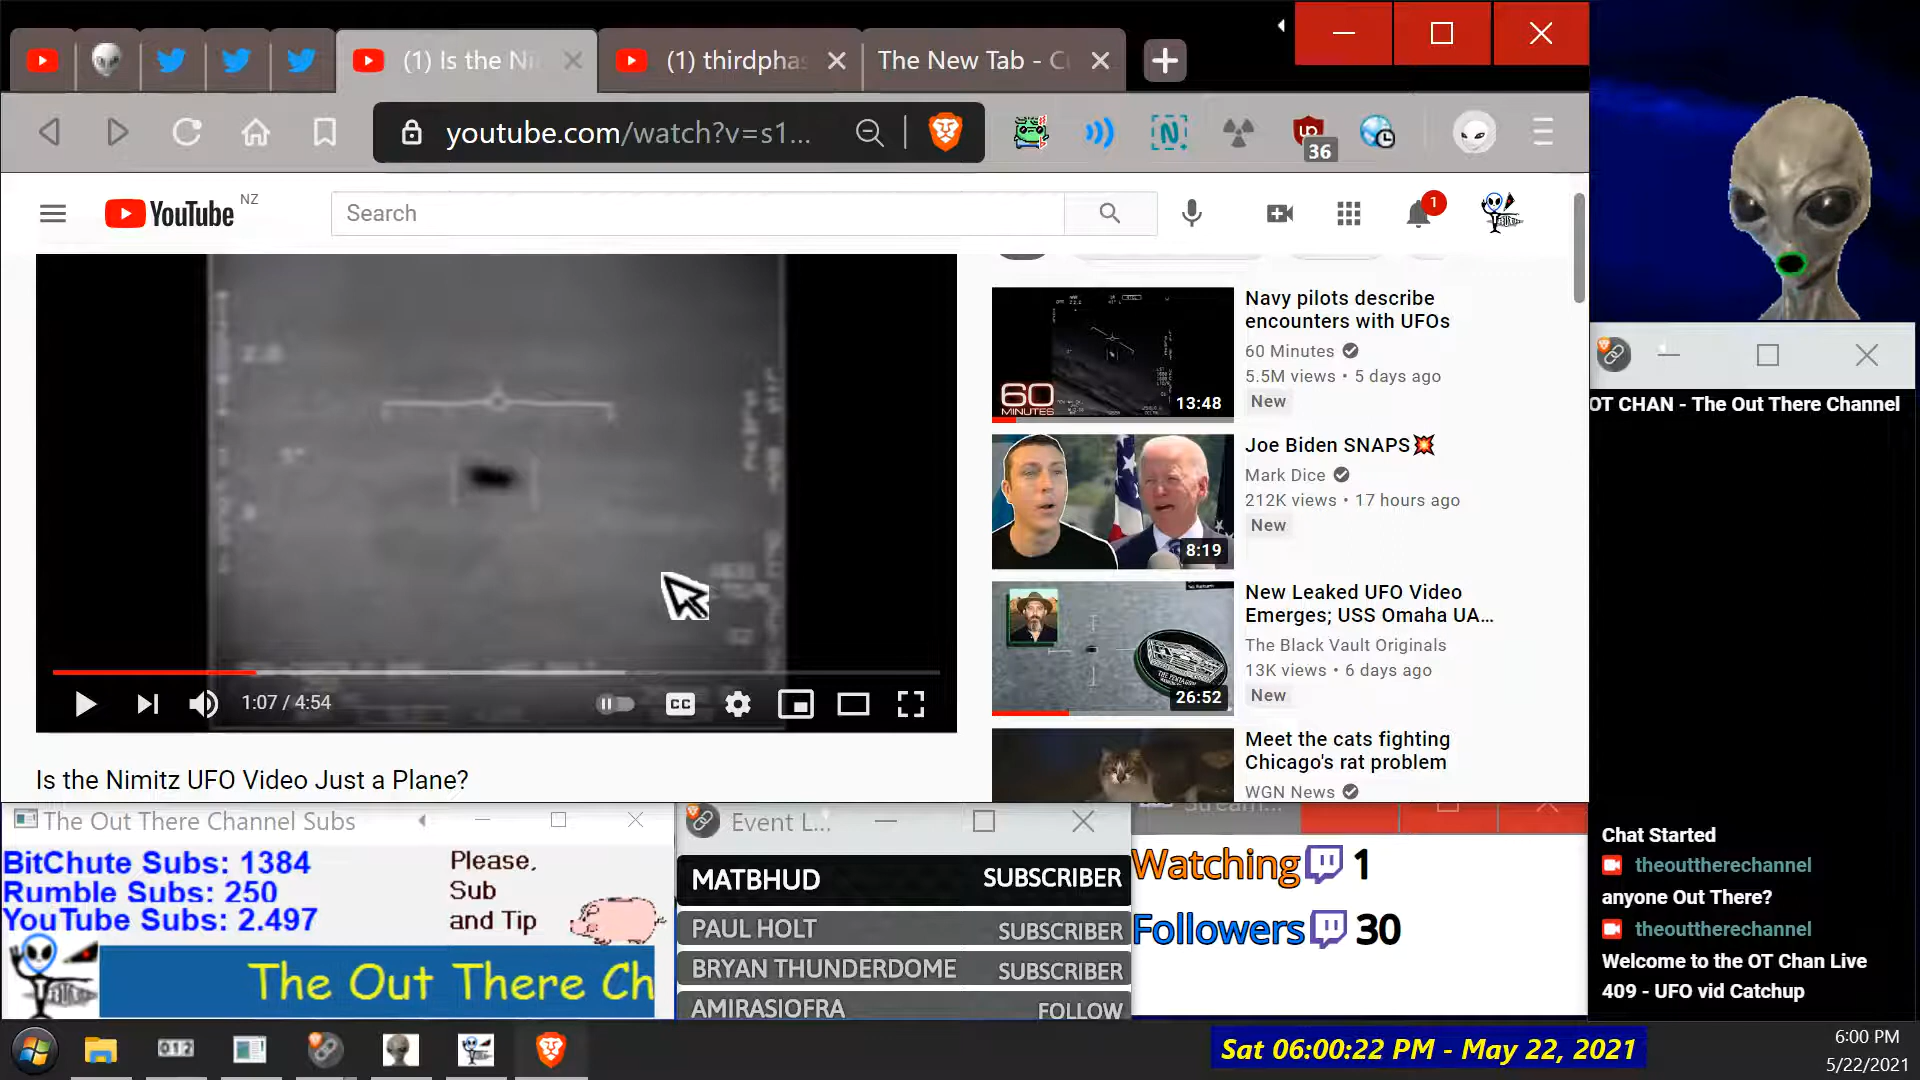 (1) Is the Ni
(1) thirdpha
The New Tab - C
youtube.com/watch?v=s1...
36
YouTube NZ
Search
1
1:07 / 4:54
CC
Is the Nimitz UFO Video Just a Plane?
60
MINUTES
13:48
Navy pilots describe
encounters with UFOs
60 Minutes
5.5M views • 5 days ago
New
8:19
Joe Biden SNAPS💥
Mark Dice
212K views • 17 hours ago
New
26:52
New Leaked UFO Video
Emerges; USS Omaha UA...
The Black Vault Originals
13K views • 6 days ago
New
Meet the cats fighting
Chicago's rat problem
WGN News
OT CHAN - The Out There Channel
Chat Started
theouttherechannel
anyone Out There?
theouttherechannel
Welcome to the OT Chan Live
409 - UFO vid Catchup
The Out There Channel Subs
BitChute Subs: 1384
Rumble Subs: 250
YouTube Subs: 2.497
Please,
Sub
and Tip
The Out There Ch
Event L...
MATBHUD SUBSCRIBER
PAUL HOLT SUBSCRIBER
BRYAN THUNDERDOME SUBSCRIBER
AMIRASIOFRA FOLLOW
Watching 1
Followers 30
012
Sat 06:00:22 PM - May 22, 2021
6:00 PM
5/22/2021